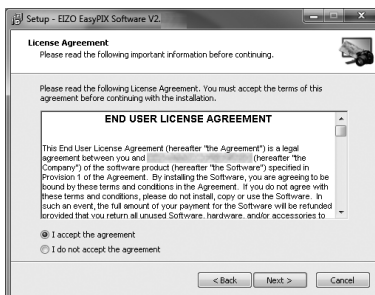 Setup - EIZO EasyPIX Software V2.
License Agreement
Please read the following important information before continuing.
Please read the following License Agreement. You must accept the terms of this
agreement before continuing with the installation.
END USER LICENSE AGREEMENT
This End User License Agreement (hereafter "the Agreement") is a legal
agreement between you and (hereafter "the
Company") of the software product (hereafter "the Software") specified in
Provision 1 of the Agreement. By installing the Software, you are agreeing to be
bound by these terms and conditions in the Agreement. If you do not agree with
these terms and conditions, please do not install, copy or use the Software. In
such an event, the full amount of your payment for the Software will be refunded
provided that you return all unused Software, hardware, and/or accessories to
I accept the agreement
I do not accept the agreement
< Back
Next >
Cancel